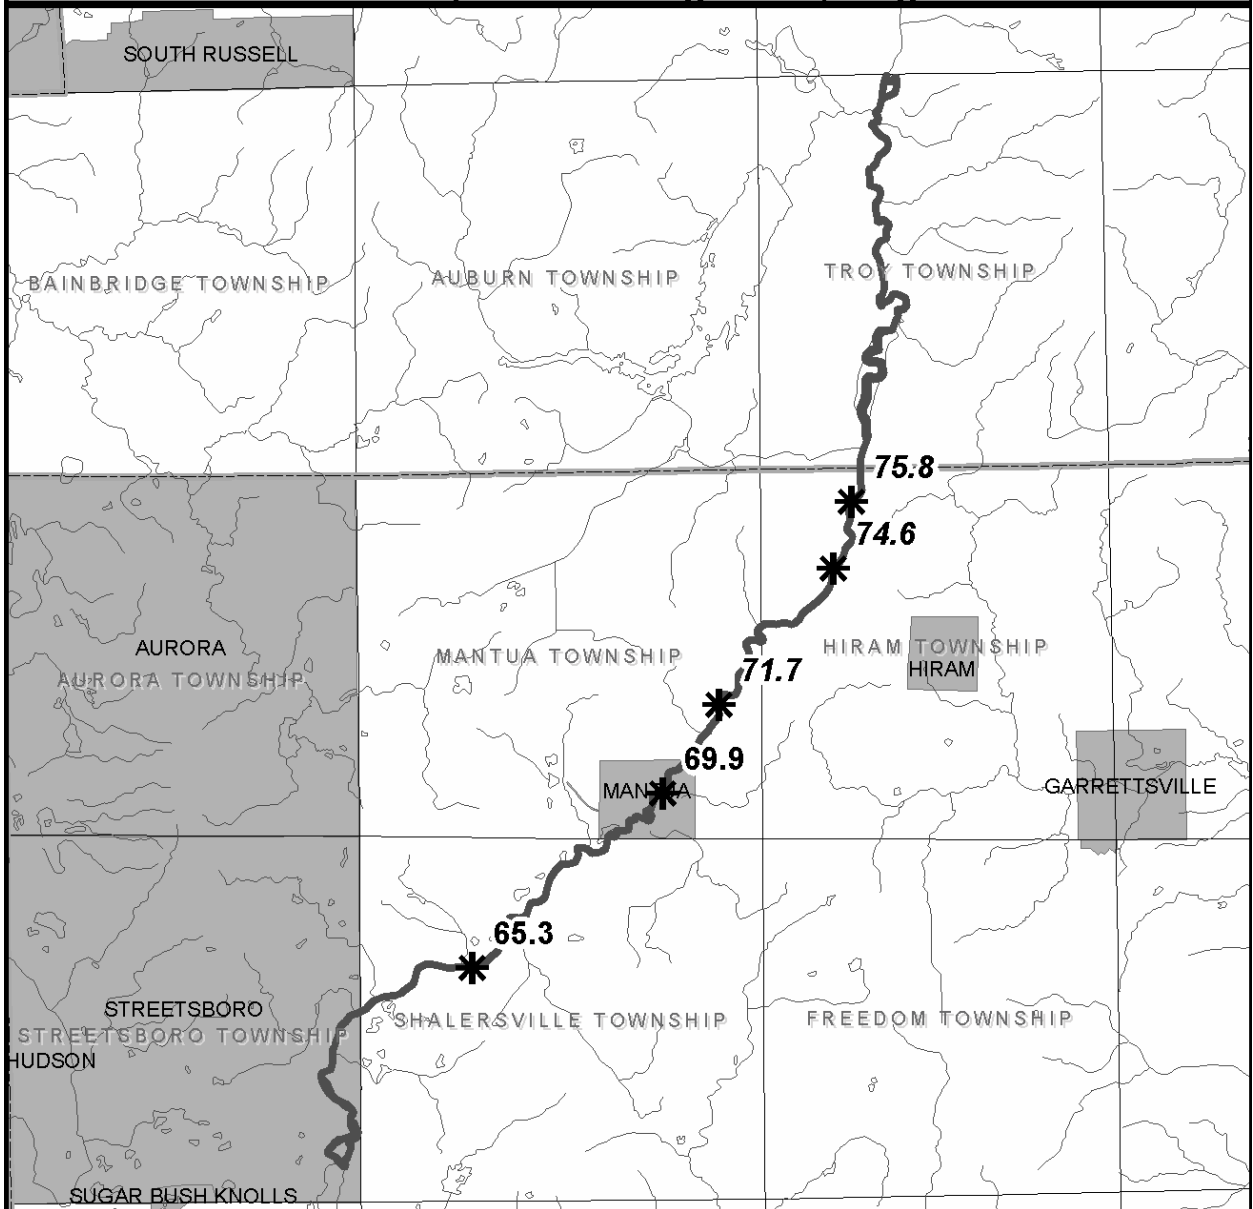 SOUTH RUSSELL
BAINBRIDGE TOWNSHIP
AUBURN TOWNSHIP
TROY TOWNSHIP
75.8
74.6
AURORA
AURORA TOWNSHIP
MANTUA TOWNSHIP
HIRAM TOWNSHIP
HIRAM
71.7
69.9
MANTUA
GARRETTSVILLE
65.3
STREETSBORO
STREETSBORO TOWNSHIP
SHALERSVILLE TOWNSHIP
FREEDOM TOWNSHIP
HUDSON
SUGAR BUSH KNOLLS